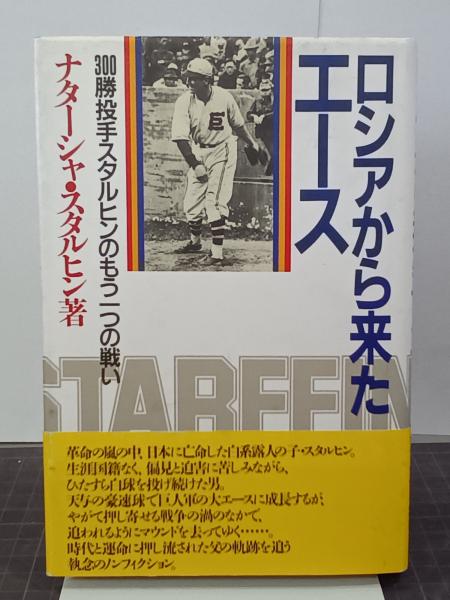 ロシアから来た
エース
300勝投手スタルヒンのもう一つの戦い
ナターシャ・スタルヒン著
E
STAREEIN
革命の嵐の中、日本に亡命した白系露人の子・スタルヒン。
生涯国籍なく、偏見と迫害に苦しみながら、
ひたすら白球を投げ続けた男。
天与の豪速球で巨人軍の大エースに成長するが、
やがて押し寄せる戦争の渦のなかで、
追われるようにマウンドを去ってゆく……。
時代と運命に押し流された父の軌跡を追う
執念のノンフィクション。